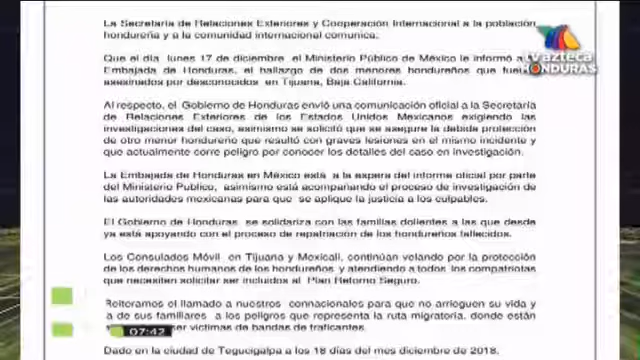 La Secretaría de Relaciones Exteriores y Cooperación Internacional a la población
hondureña y a la comunidad internacional comunica.
Que el día lunes 17 de diciembre el Ministerio Público de México le informó a
Embajada de Honduras, el hallazgo de dos menores hondureños que fue
asesinados por desconocidos en Tijuana, Baja California.
tv azteca
HONDURAS
Al respecto, el Gobierno de Honduras envió una comunicación oficial a la Secretaría
de Relaciones Exteriores de los Estados Unidos Mexicanos exigiendo las
investigaciones del caso, asimismo se solicitó que se asegure la debida protección
de otro menor hondureño que resultó con graves lesiones en el mismo incidente y
que actualmente corre peligro por conocer los detalles del caso en investigación.
La Embajada de Honduras en México está a la espera del informe oficial por parte
del Ministerio Publico, asimismo está acompañando el proceso de investigación de
las autoridades mexicanas para que se aplique la justicia a los culpables.
El Gobierno de Honduras se solidariza con las familias dolientes a las que desde
ya está apoyando con el proceso de repatriación de los hondureños fallecidos.
Los Consulados Móvil en Tijuana y Mexicali, continúan velando por la protección
de los derechos humanos de los hondureños y atendiendo a todos los compatriotas
que necesiten solicitar ser incluidos al Plan Retorno Seguro.
Reiteramos el llamado a nuestros connacionales para que no arriesguen su vida y
la de sus familiares a los peligros que representa la ruta migratoria, donde están
ser víctimas de bandas de traficantes.
07:42
Dado en la ciudad de Tegucigalpa a los 18 días del mes diciembre de 2018.